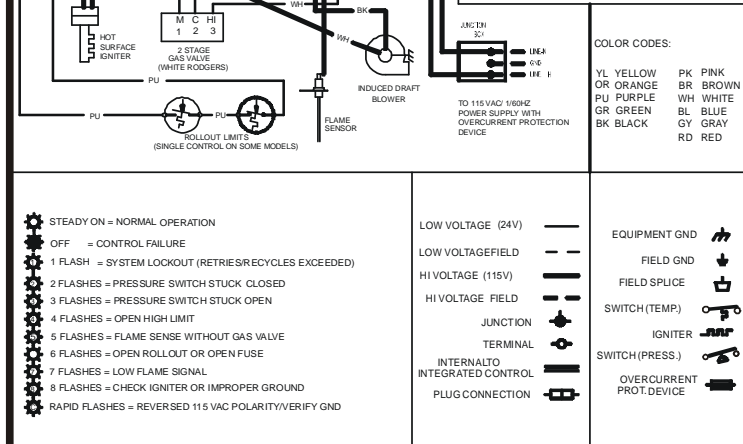 WH
BK
M C HI
1 2 3
HOT
SURFACE
IGNITER
2 STAGE
GAS VALVE
(WHITE RODGERS)
WH
INDUCED DRAFT
BLOWER
JUNCTION
BOX
LINE-N
GND
LINE H
TO 115 VAC/ 1/60HZ
POWER SUPPLY WITH
OVERCURRENT PROTECTION
DEVICE
PU
PU
PU
ROLLOUT LIMITS
(SINGLE CONTROL ON SOME MODELS)
FLAME
SENSOR
COLOR CODES:
YL YELLOW
OR ORANGE
PU PURPLE
GR GREEN
BK BLACK
PK PINK
BR BROWN
WH WHITE
BL BLUE
GY GRAY
RD RED
STEADY ON = NORMAL OPERATION
OFF = CONTROL FAILURE
1 FLASH = SYSTEM LOCKOUT (RETRIES/RECYCLES EXCEEDED)
2 FLASHES = PRESSURE SWITCH STUCK CLOSED
3 FLASHES = PRESSURE SWITCH STUCK OPEN
4 FLASHES = OPEN HIGH LIMIT
5 FLASHES = FLAME SENSE WITHOUT GAS VALVE
6 FLASHES = OPEN ROLLOUT OR OPEN FUSE
7 FLASHES = LOW FLAME SIGNAL
8 FLASHES = CHECK IGNITER OR IMPROPER GROUND
RAPID FLASHES = REVERSED 115 VAC POLARITY/VERIFY GND
LOW VOLTAGE (24V)
LOW VOLTAGEFIELD
HI VOLTAGE (115V)
HI VOLTAGE FIELD
JUNCTION
TERMINAL
INTERNALTO
INTEGRATED CONTROL
PLUG CONNECTION
EQUIPMENT GND
FIELD GND
FIELD SPLICE
SWITCH (TEMP.)
IGNITER
SWITCH (PRESS.)
OVERCURRENT
PROT. DEVICE